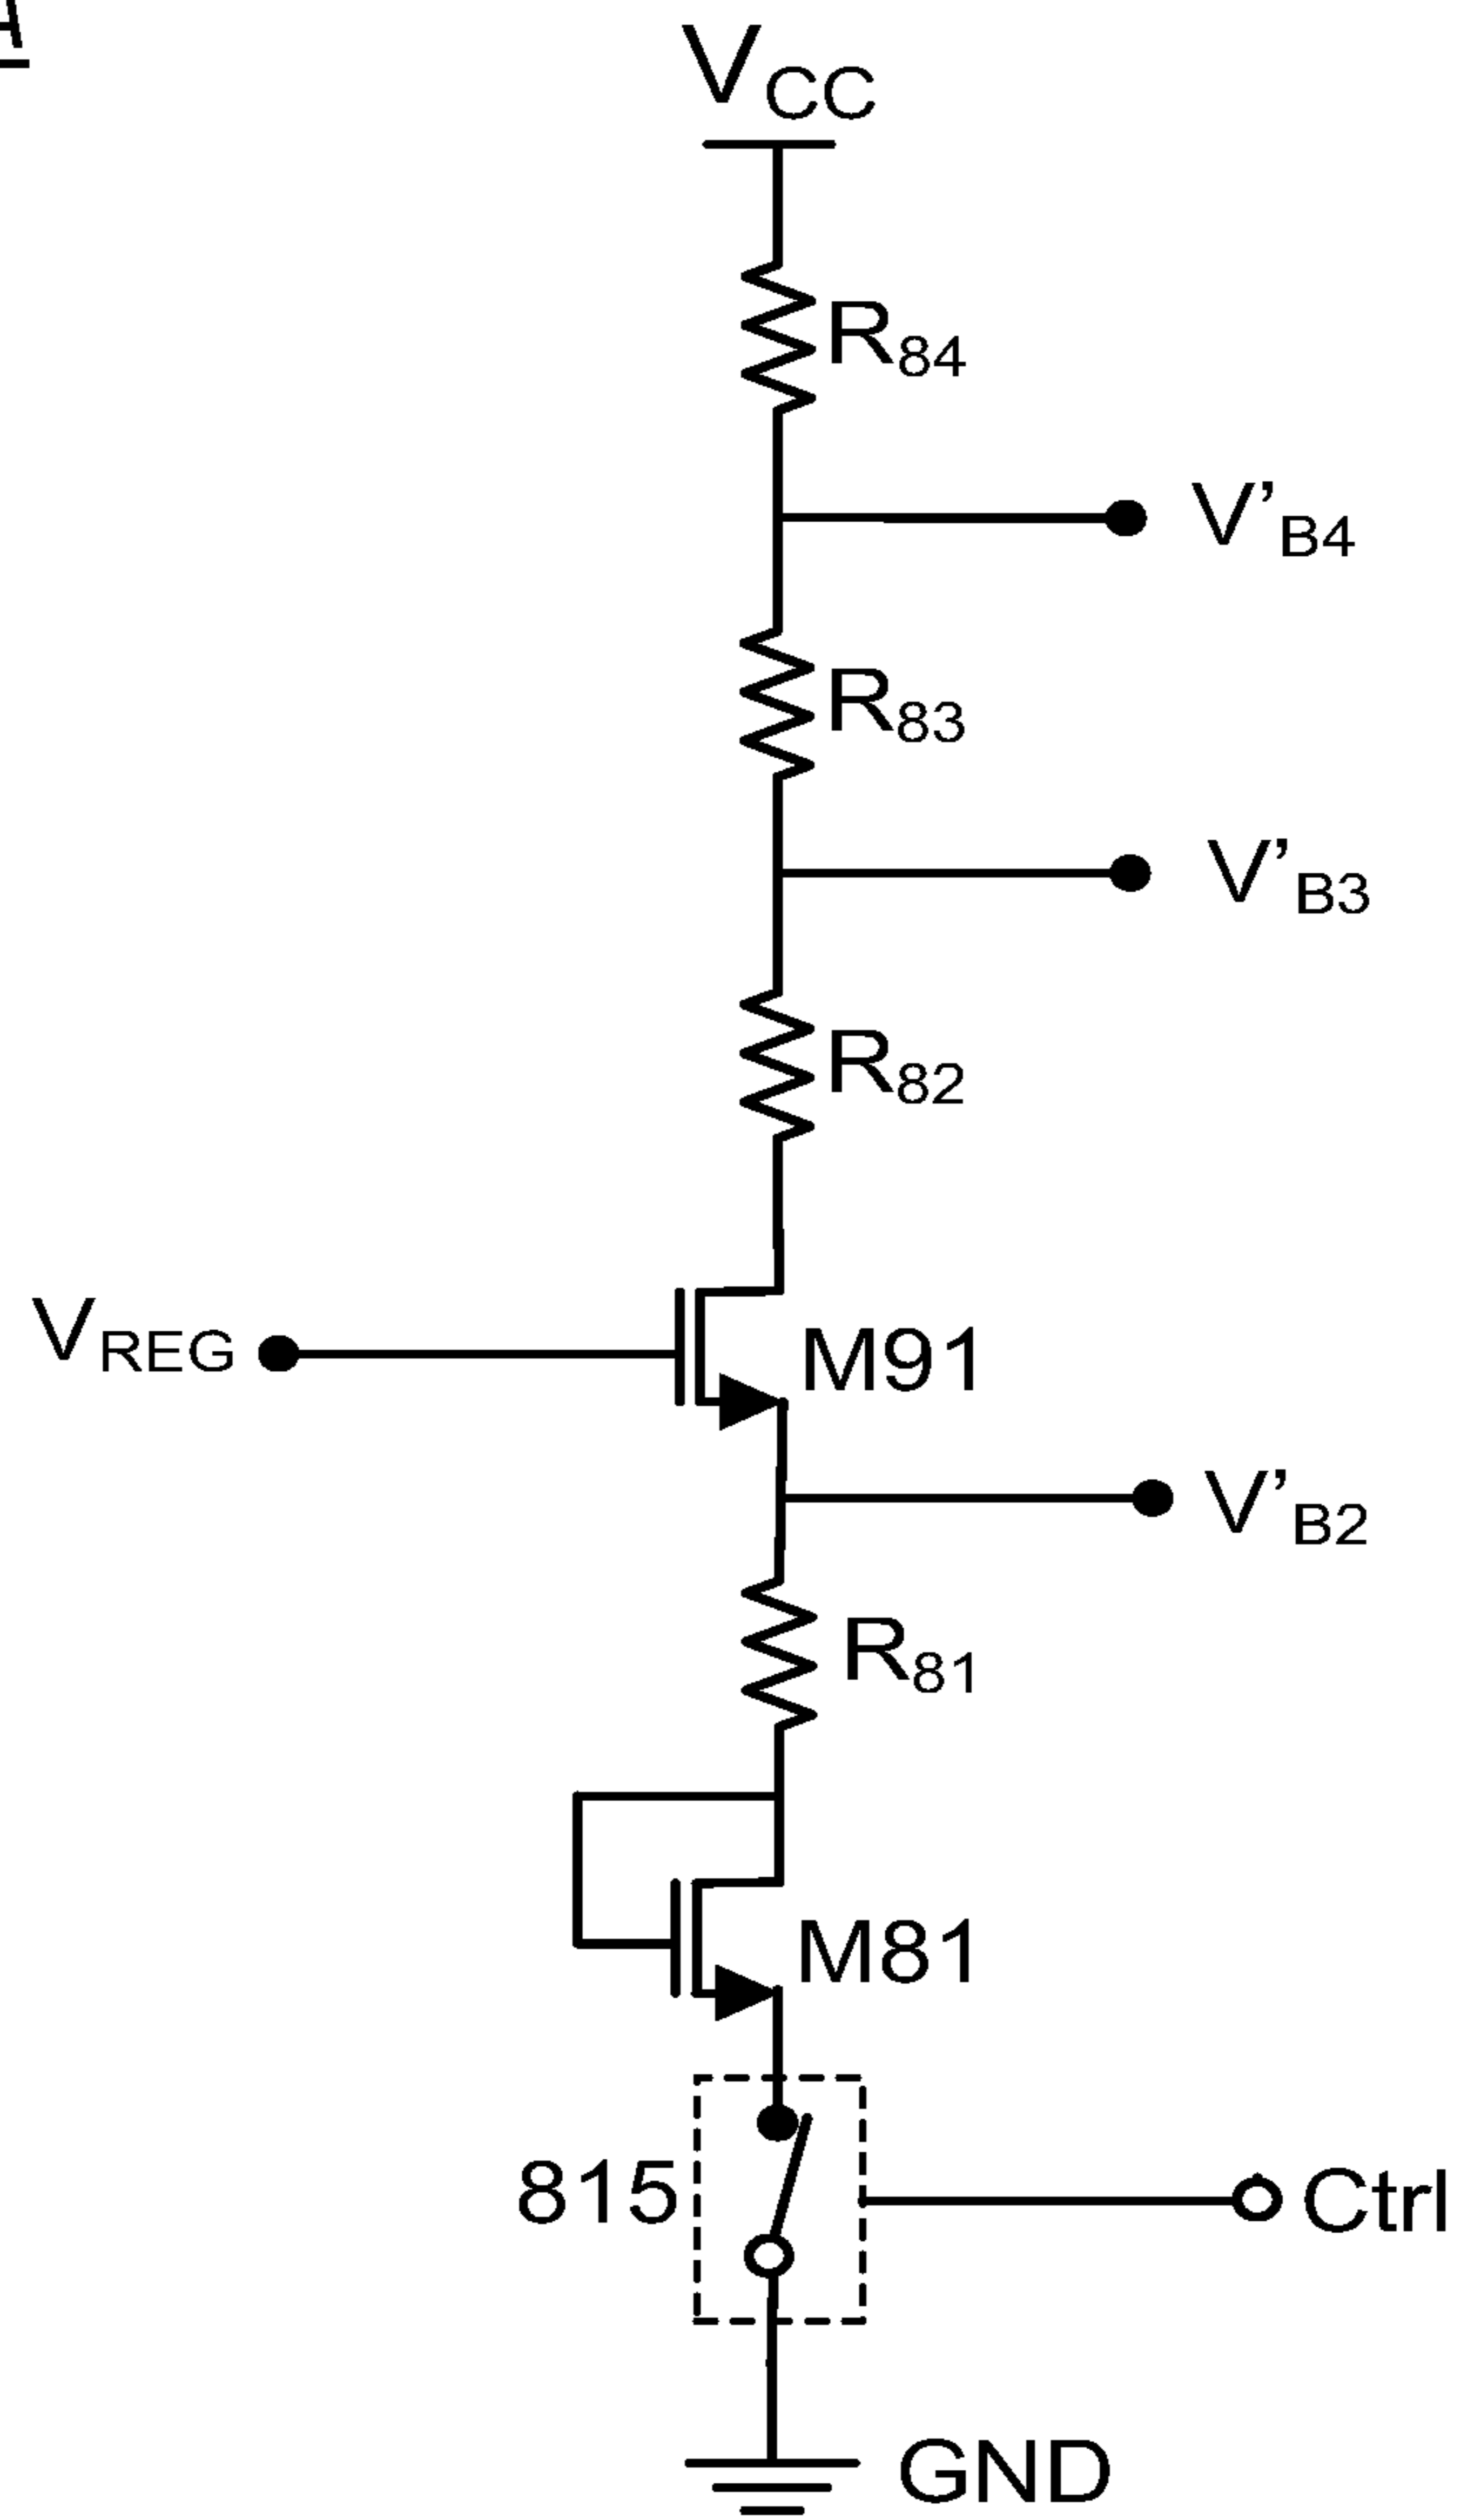 A
VCC
R84
V'B4
R83
V'B3
R82
VREG
M91
V'B2
R81
M81
815
Ctrl
GND